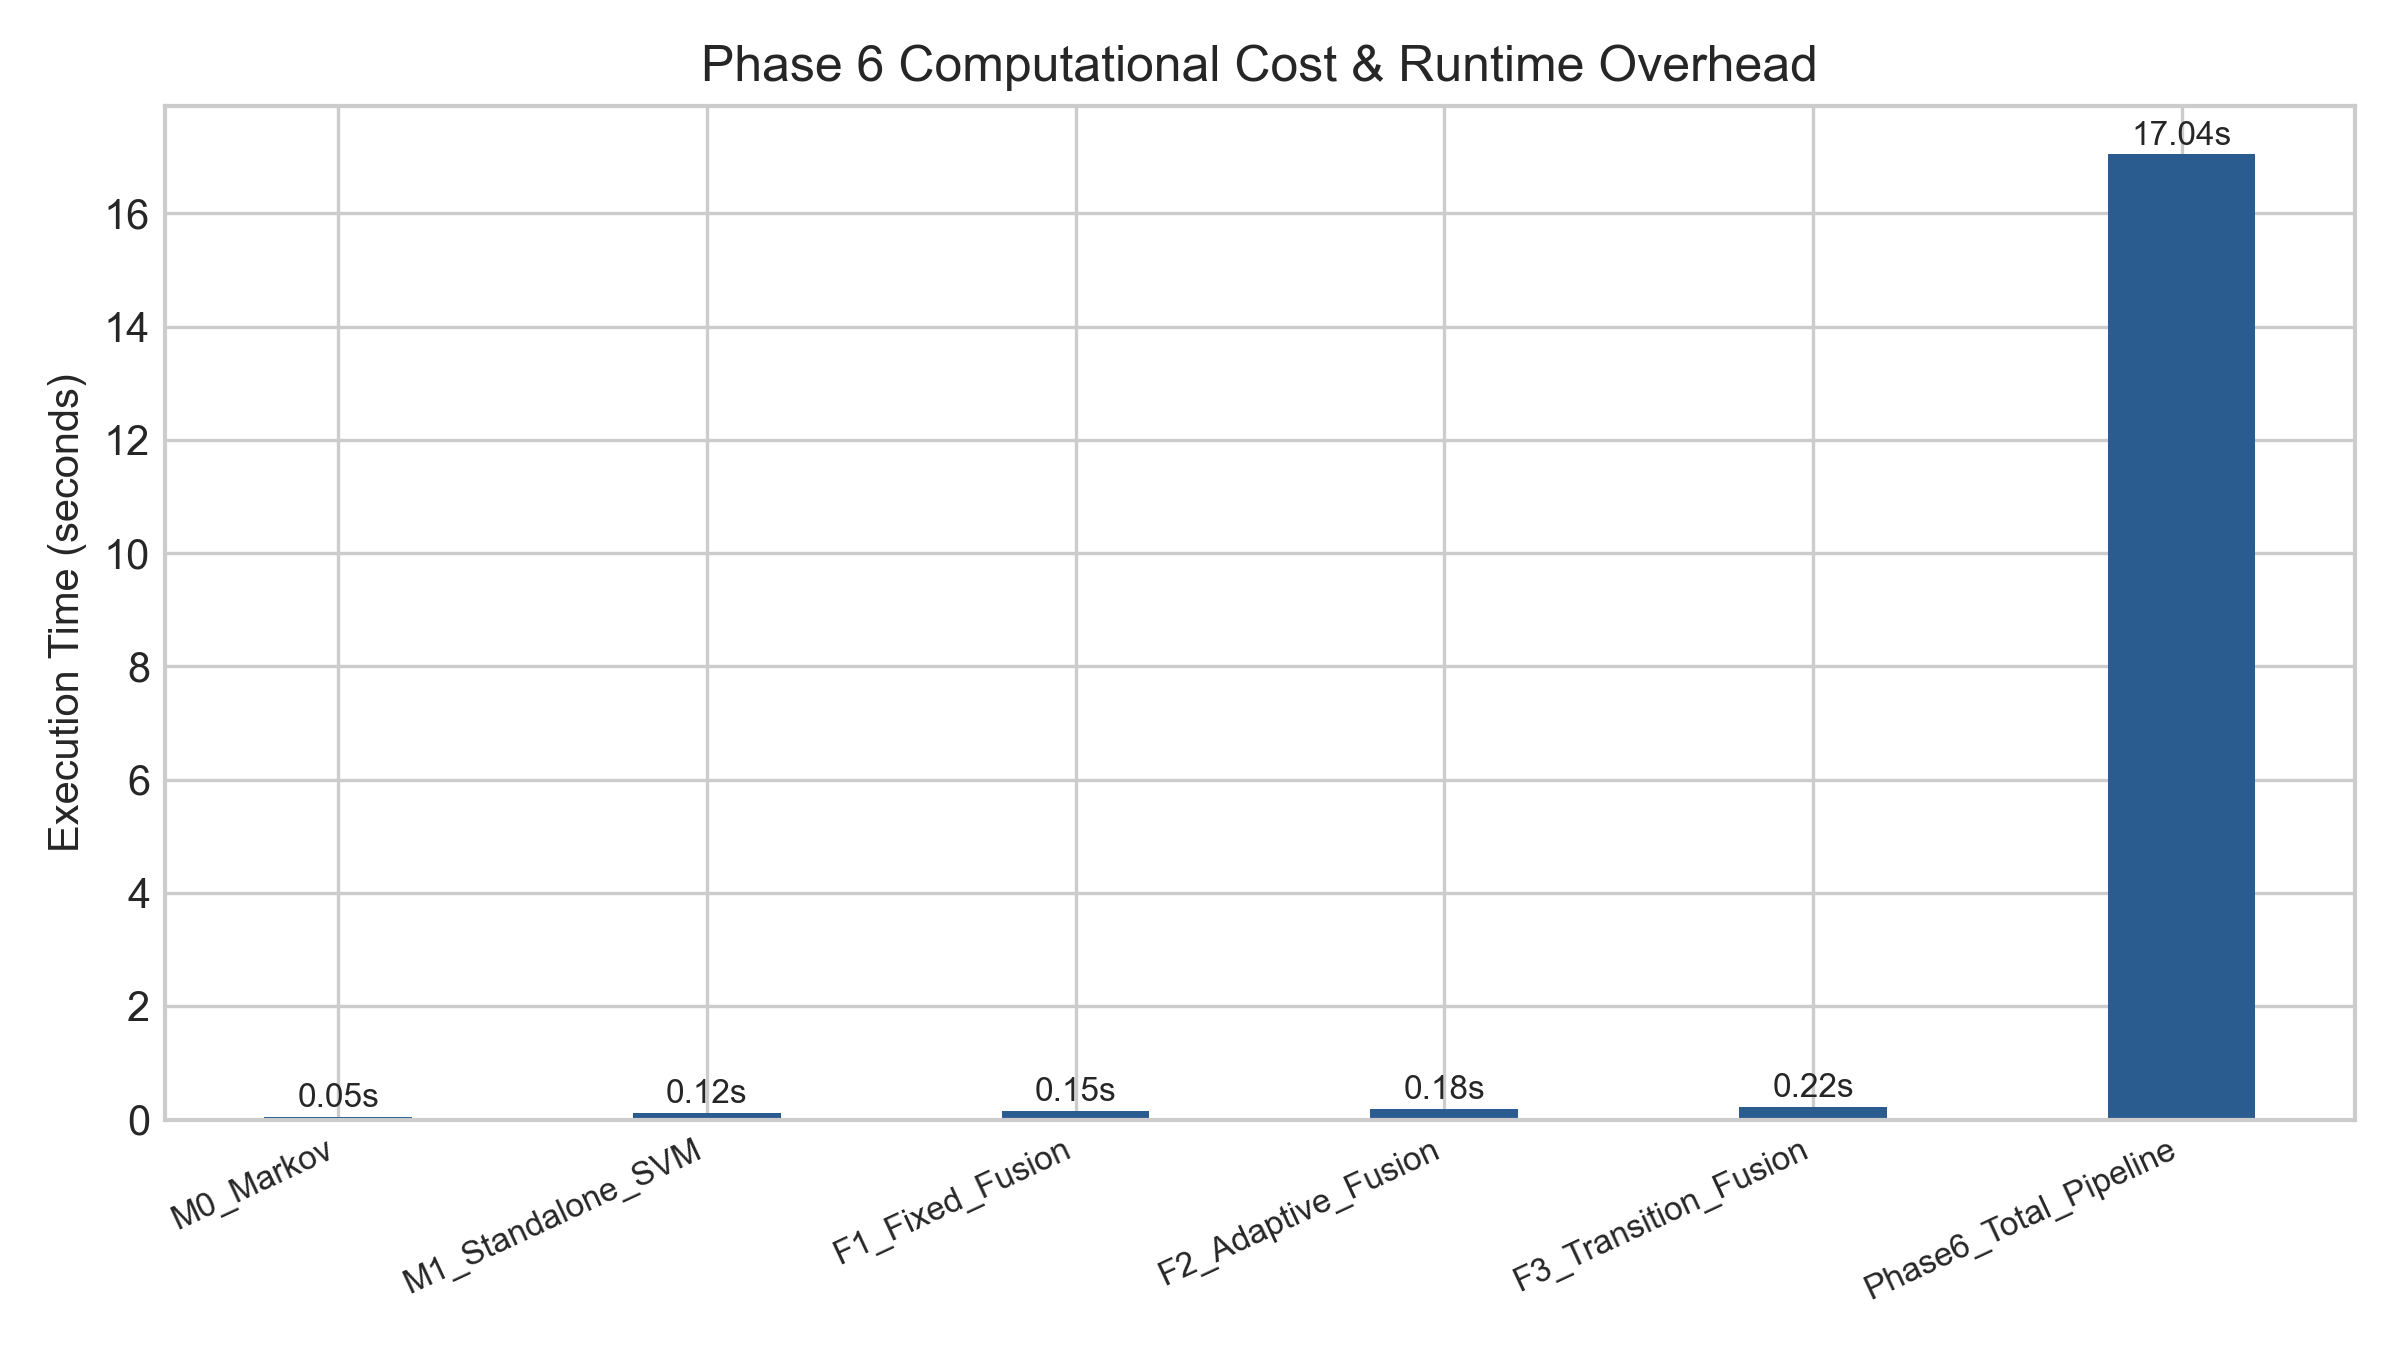 Phase 6 Computational Cost & Runtime Overhead
Execution Time (seconds)
16
14
12
10
8
6
4
2
0
0.05s
0.12s
0.15s
0.18s
0.22s
17.04s
M0_Markov
M1_Standalone_SVM
F1_Fixed_Fusion
F2_Adaptive_Fusion
F3_Transition_Fusion
Phase6_Total_Pipeline